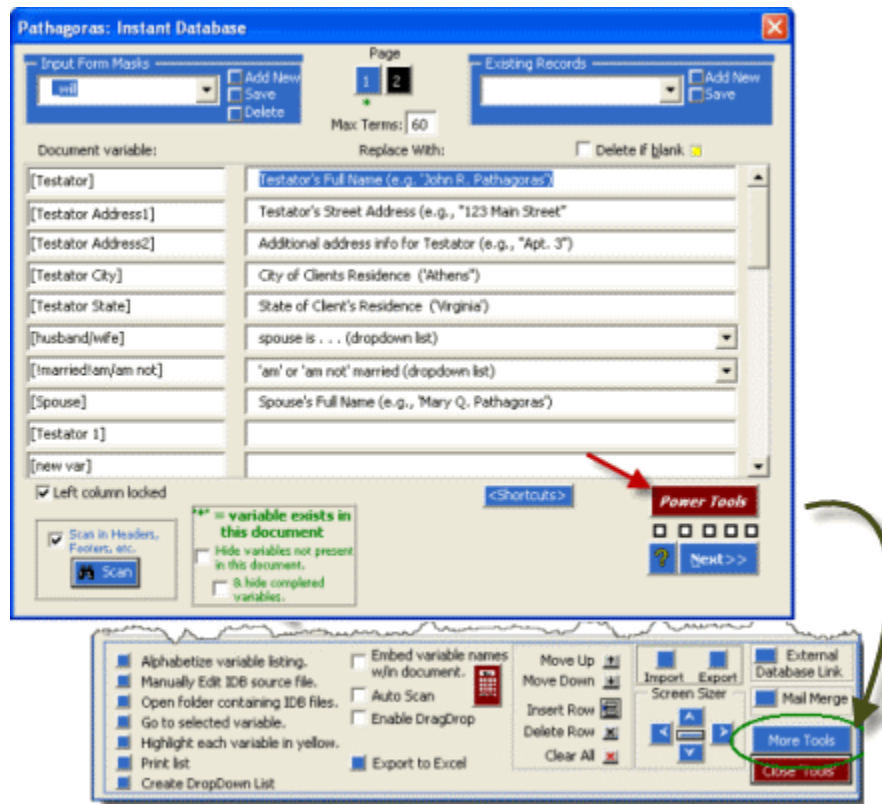 Pathagoras: Instant Database
Input Form Masks
_will
Add New
Save
Delete
Page
1 2
*
Max Terms: 60
Existing Records
Add New
Save
Document variable:
Replace With:
Delete if blank
[Testator]
Testator's Full Name (e.g. 'John R. Pathagoras')
[Testator Address1]
Testator's Street Address (e.g., "123 Main Street"
[Testator Address2]
Additional address info for Testator (e.g., "Apt. 3")
[Testator City]
City of Clients Residence ('Athens")
[Testator State]
State of Client's Residence ('Virginia')
[husband/wife]
spouse is . . . (dropdown list)
[!married!am/am not]
'am' or 'am not' married (dropdown list)
[Spouse]
Spouse's Full Name (e.g., 'Mary Q. Pathagoras')
[Testator 1]
[new var]
Left column locked
<Shortcuts>
Power Tools
Scan in Headers,
Footers, etc.
Scan
"*" = variable exists in
this document
Hide variables not present
in this document.
& hide completed
variables.
?
Next>>
Alphabetize variable listing.
Manually Edit IDB source file.
Open folder containing IDB files.
Go to selected variable.
Highlight each variable in yellow.
Print list
Create DropDown List
Embed variable names
w/in document.
Auto Scan
Enable DragDrop
Export to Excel
Move Up
Move Down
Insert Row
Delete Row
Clear All
Import Export
Screen Sizer
External
Database Link
Mail Merge
More Tools
Close 'Tools'